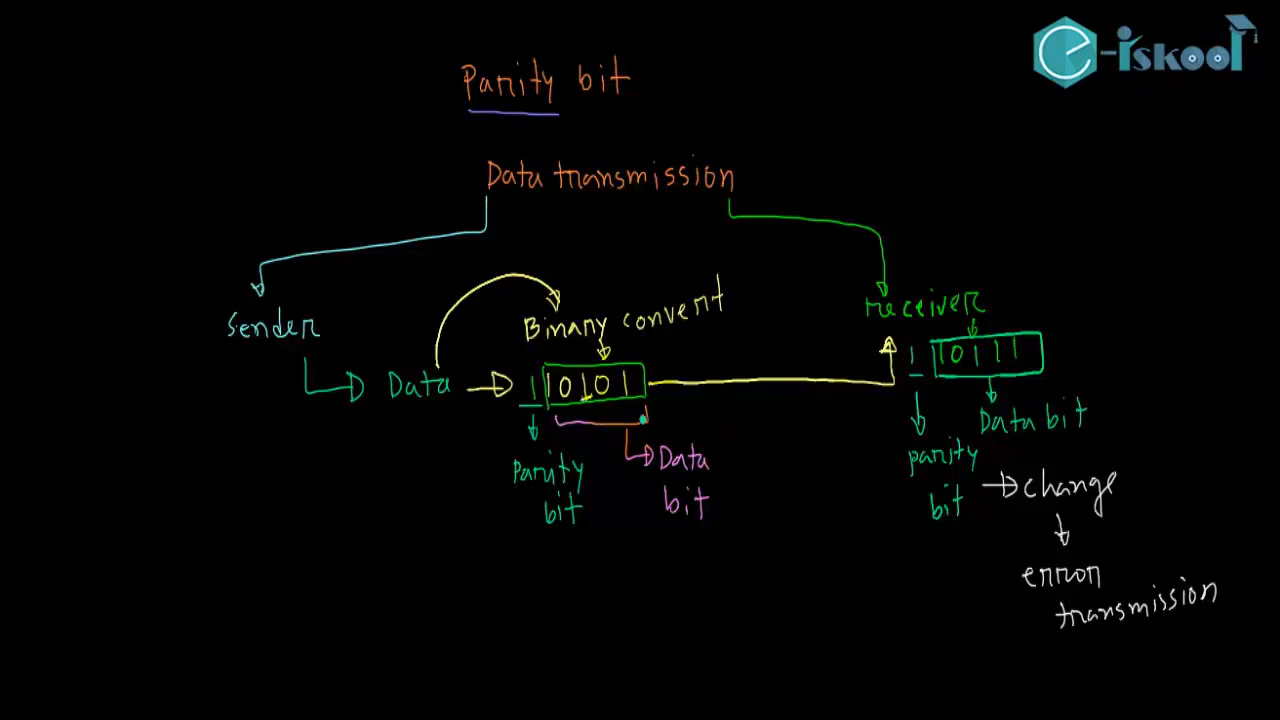 e-iskool
Parity bit
Data transmission
Sender
Data
Binary convert
1 10101
Parity
bit
Data
bit
receiver
1 10111
Data bit
parity
bit
change
error
transmission